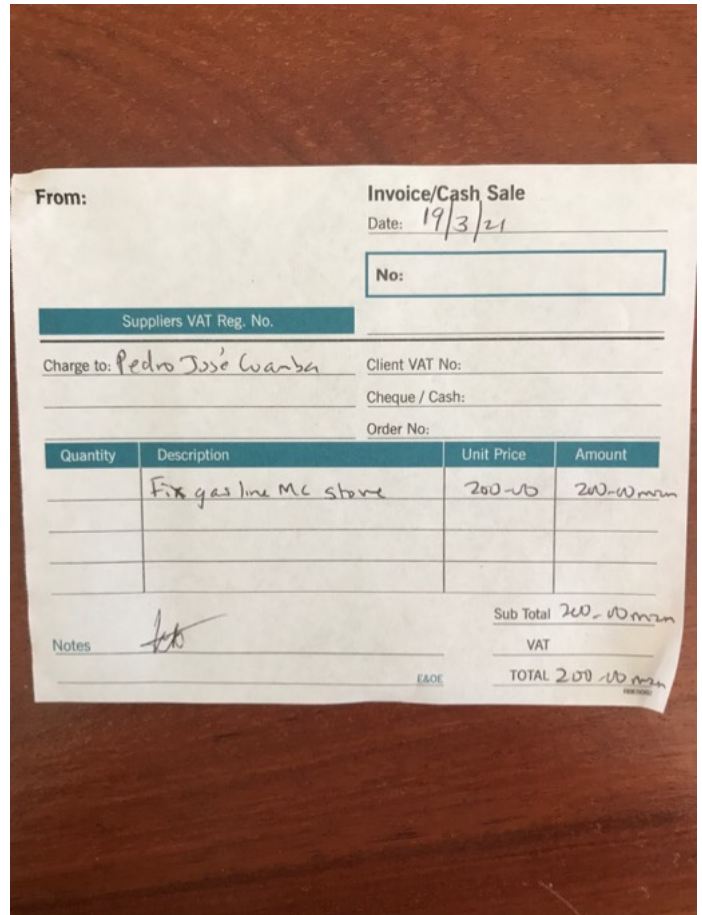 From:
Invoice/Cash Sale
Date: 19/3/21
No:
Suppliers VAT Reg. No.
Charge to: Pedro José Cuamba
Client VAT No:
Cheque / Cash:
Order No:
Quantity Description Unit Price Amount
Fix gas line MC stove 200-00 200-00 mzn
Sub Total 200-00 mzn
Notes
VAT
E&OE
TOTAL 200-00 mzn